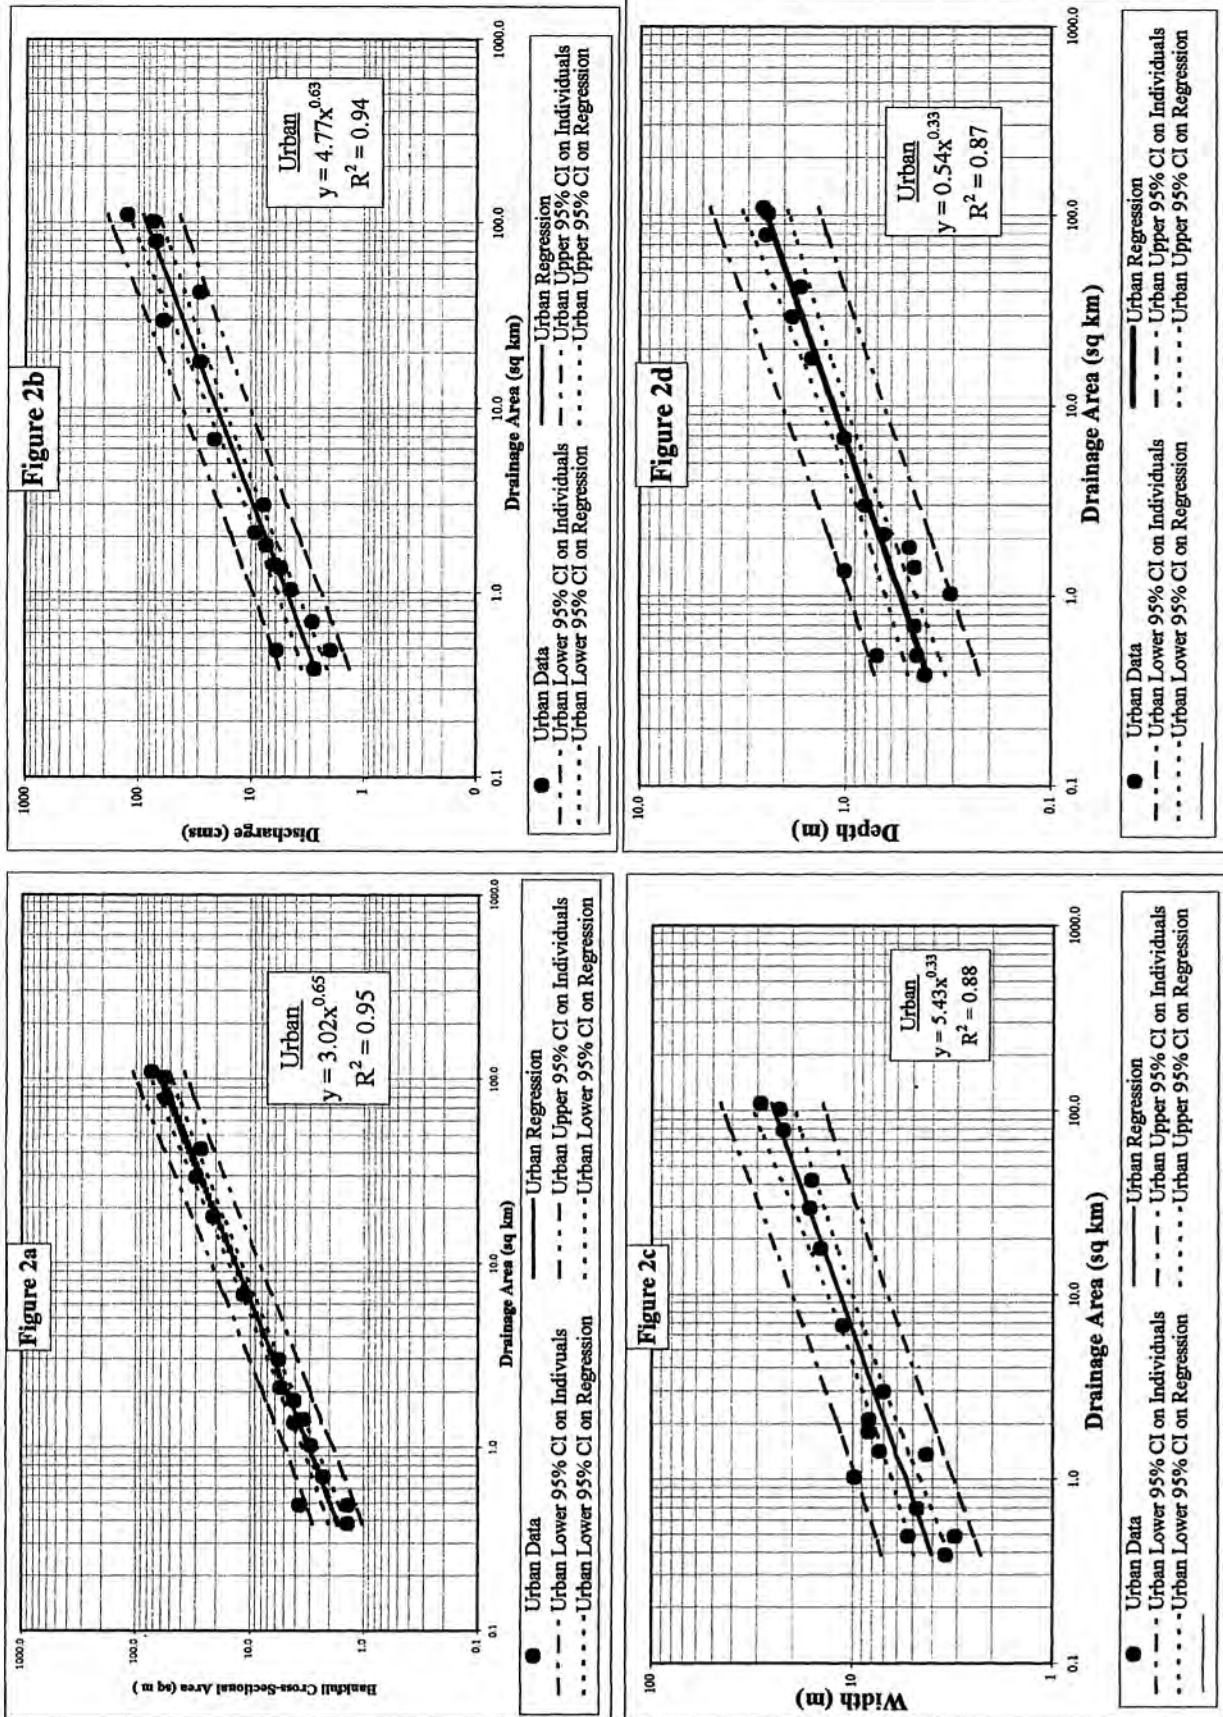 Figure 2a
Bankfull Cross-Sectional Area (sq m )
1000.0
100.0
10.0
1.0
0.1
0.1
1.0
10.0
100.0
1000.0
Drainage Area (sq km)
Urban
y = 3.02x^0.65
R² = 0.95
Urban Data
Urban Regression
Urban Lower 95% CI on Indivuals
Urban Upper 95% CI on Individuals
Urban 95% CI on Regression
Urban Lower 95% CI on Regression
Figure 2b
Discharge (cms)
1000
100
10
1
0
0.1
1.0
10.0
100.0
1000.0
Drainage Area (sq km)
Urban
y = 4.77x^0.63
R² = 0.94
Urban Data
Urban Regression
Urban Lower 95% CI on Individuals
Urban Upper 95% CI on Individuals
Urban Lower 95% CI on Regression
Urban Upper 95% CI on Regression
Figure 2c
Width (m)
100
10
1
0.1
1.0
10.0
100.0
1000.0
Drainage Area (sq km)
Urban
y = 5.43x^0.33
R² = 0.88
Urban Data
Urban Regression
Urban Lower 95% CI on Individuals
Urban Upper 95% CI on Individuals
Urban Lower 95% CI on Regression
Urban Upper 95% CI on Regression
Figure 2d
Depth (m)
10.0
1.0
0.1
0.1
1.0
10.0
100.0
1000.0
Drainage Area (sq km)
Urban
y = 0.54x^0.33
R² = 0.87
Urban Data
Urban Regression
Urban Lower 95% CI on Individuals
Urban Upper 95% CI on Individuals
Urban Lower 95% CI on Regression
Urban Upper 95% CI on Regression